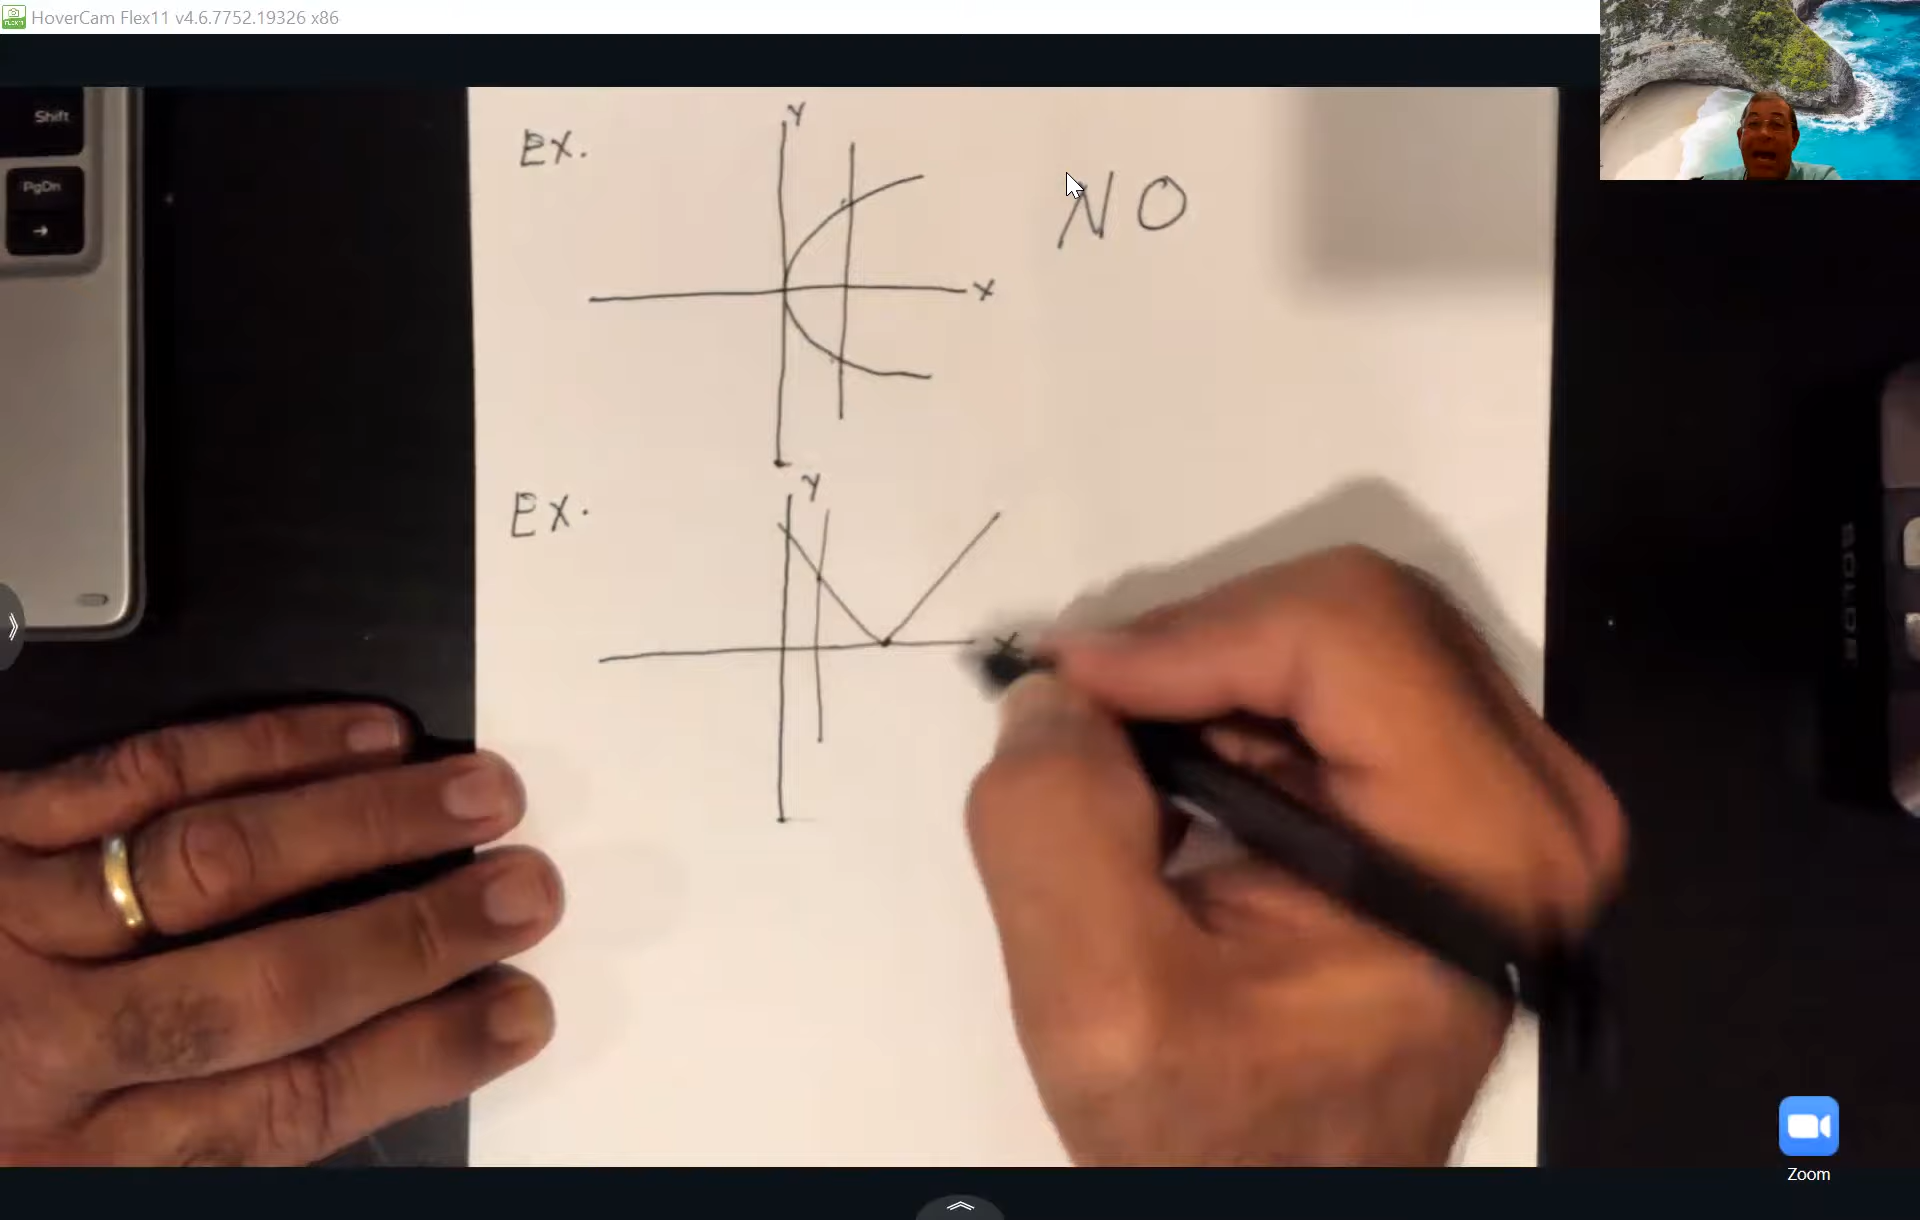 HoverCam Flex11 v4.6.7752.19326 x86
Shift
PgDn
Ex.
Y
X
NO
Ex.
Y
X
Zoom